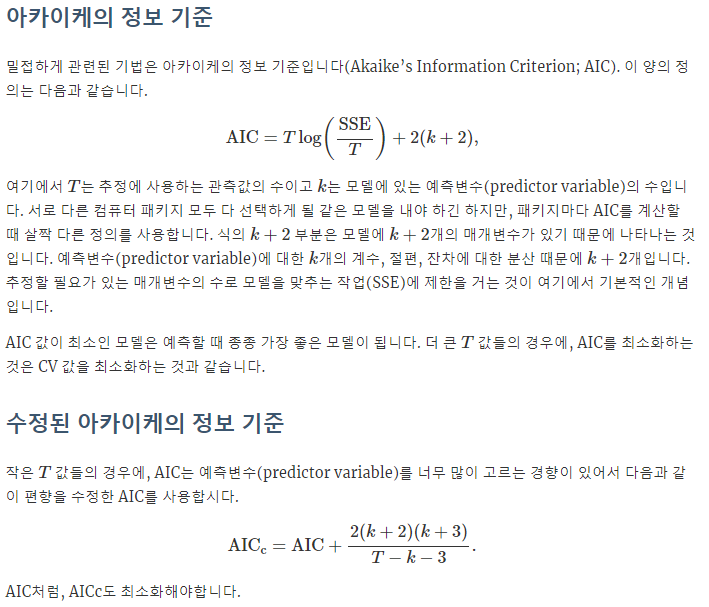 아카이케의 정보 기준
밀접하게 관련된 기법은 아카이케의 정보 기준입니다(Akaike’s Information Criterion; AIC). 이 양의 정
의는 다음과 같습니다.
AIC = T log(SSE/T) + 2(k + 2),
여기에서 T는 추정에 사용하는 관측값의 수이고 k는 모델에 있는 예측변수(predictor variable)의 수입니
다. 서로 다른 컴퓨터 패키지 모두 다 선택하게 될 같은 모델을 내야 하긴 하지만, 패키지마다 AIC를 계산할
때 살짝 다른 정의를 사용합니다. 식의 k + 2 부분은 모델에 k + 2개의 매개변수가 있기 때문에 나타나는 것
입니다. 예측변수(predictor variable)에 대한 k개의 계수, 절편, 잔차에 대한 분산 때문에 k + 2개입니다.
추정할 필요가 있는 매개변수의 수로 모델을 맞추는 작업(SSE)에 제한을 거는 것이 여기에서 기본적인 개념
입니다.
AIC 값이 최소인 모델은 예측할 때 종종 가장 좋은 모델이 됩니다. 더 큰 T 값들의 경우에, AIC를 최소화하는
것은 CV 값을 최소화하는 것과 같습니다.
수정된 아카이케의 정보 기준
작은 T 값들의 경우에, AIC는 예측변수(predictor variable)를 너무 많이 고르는 경향이 있어서 다음과 같
이 편향을 수정한 AIC를 사용합시다.
AICc = AIC + 2(k + 2)(k + 3)/(T − k − 3).
AIC처럼, AICc도 최소화해야합니다.